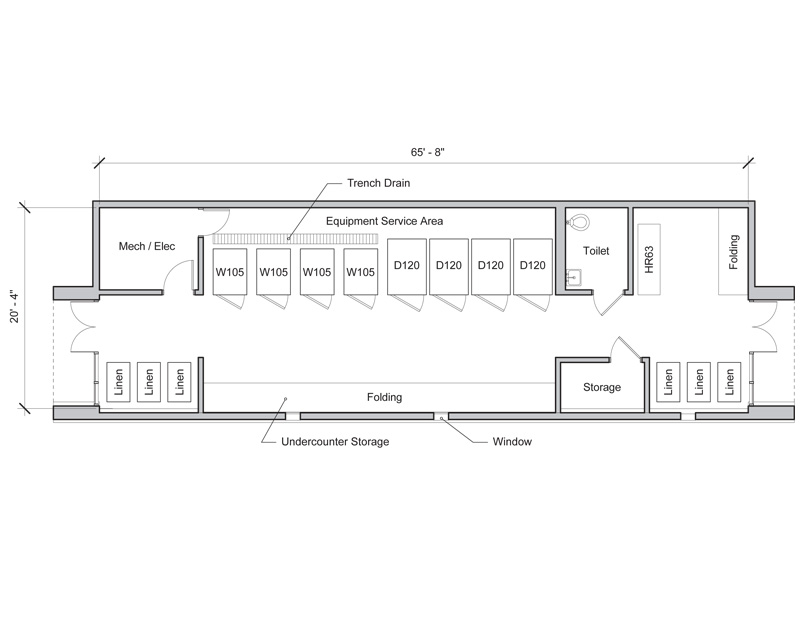 65' - 8"
Trench Drain
Equipment Service Area
Mech / Elec
Toilet
Folding
HR63
W105
W105
W105
W105
D120
D120
D120
D120
20' - 4"
Linen
Linen
Linen
Folding
Storage
Linen
Linen
Linen
Undercounter Storage
Window